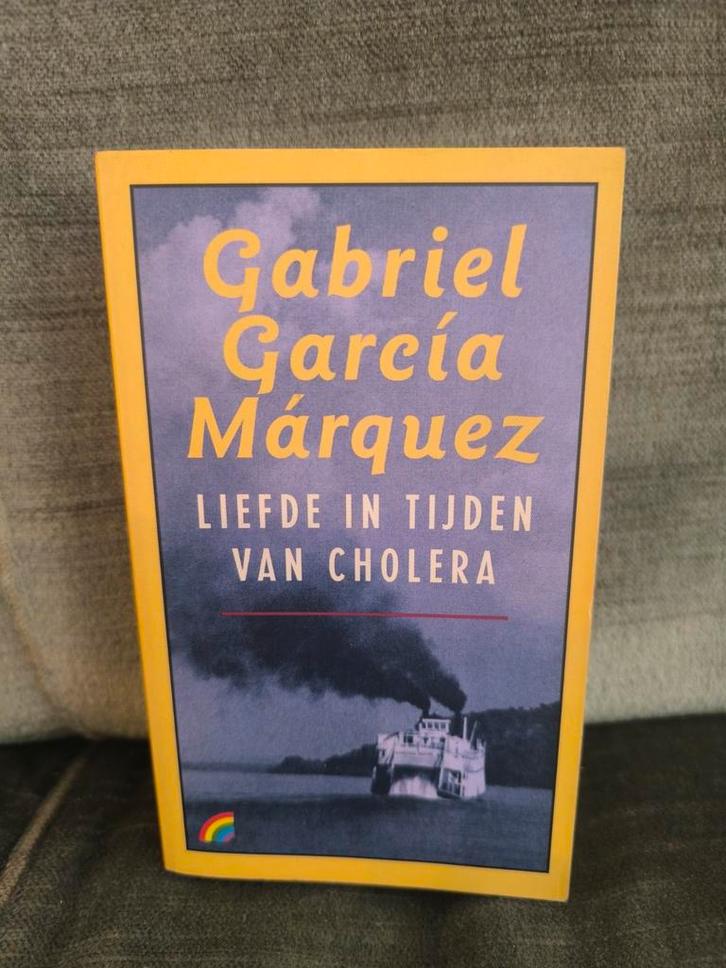 Gabriel
García
Márquez
LIEFDE IN TIJDEN
VAN CHOLERA